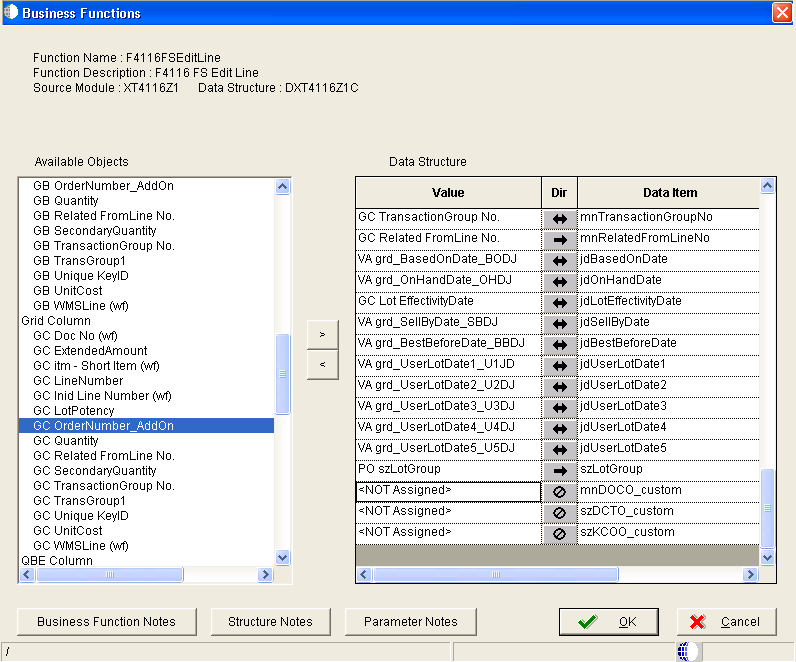 Business Functions
Function Name : F4116FSEditLine
Function Description : F4116 FS Edit Line
Source Module : XT4116Z1 Data Structure : DXT4116Z1C
Available Objects
GB OrderNumber_AddOn
GB Quantity
GB Related FromLine No.
GB SecondaryQuantity
GB TransactionGroup No.
GB TransGroup1
GB Unique KeyID
GB UnitCost
GB WMSLine (wf)
Grid Column
GC Doc No (wf)
GC ExtendedAmount
GC itm - Short Item (wf)
GC LineNumber
GC lnid Line Number (wf)
GC LotPotency
GC OrderNumber_AddOn
GC Quantity
GC Related FromLine No.
GC SecondaryQuantity
GC TransactionGroup No.
GC TransGroup1
GC Unique KeyID
GC UnitCost
GC WMSLine (wf)
QBE Column
>
<
Data Structure
Value Dir Data Item
GC TransactionGroup No. mnTransactionGroupNo
GC Related FromLine No. mnRelatedFromLineNo
VA grd_BasedOnDate_BODJ jdBasedOnDate
VA grd_OnHandDate_OHDJ jdOnHandDate
GC Lot EffectivityDate jdLotEffectivityDate
VA grd_SellByDate_SBDJ jdSellByDate
VA grd_BestBeforeDate_BBDJ jdBestBeforeDate
VA grd_UserLotDate1_U1JD jdUserLotDate1
VA grd_UserLotDate2_U2DJ jdUserLotDate2
VA grd_UserLotDate3_U3DJ jdUserLotDate3
VA grd_UserLotDate4_U4DJ jdUserLotDate4
VA grd_UserLotDate5_U5DJ jdUserLotDate5
PO szLotGroup szLotGroup
<NOT Assigned> mnDOCO_custom
<NOT Assigned> szDCTO_custom
<NOT Assigned> szKCOO_custom
Business Function Notes Structure Notes Parameter Notes OK Cancel
/